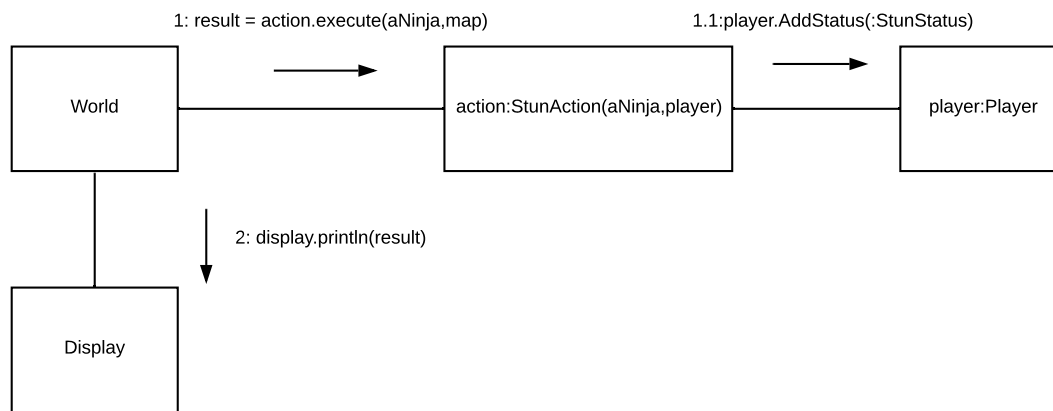 1: result = action.execute(aNinja,map)
1.1:player.AddStatus(:StunStatus)
World
action:StunAction(aNinja,player)
player:Player
2: display.println(result)
Display